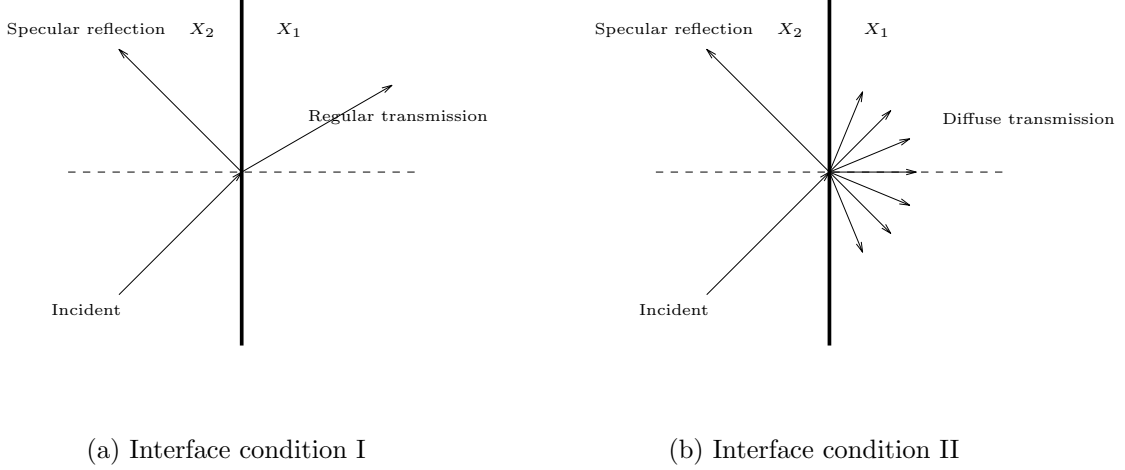 Specular reflection
X₂
X₁
Regular transmission
Incident
(a) Interface condition I
Specular reflection
X₂
X₁
Diffuse transmission
Incident
(b) Interface condition II